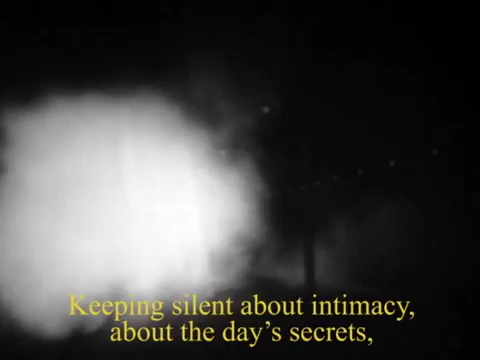 Keeping silent about intimacy,
about the day's secrets,